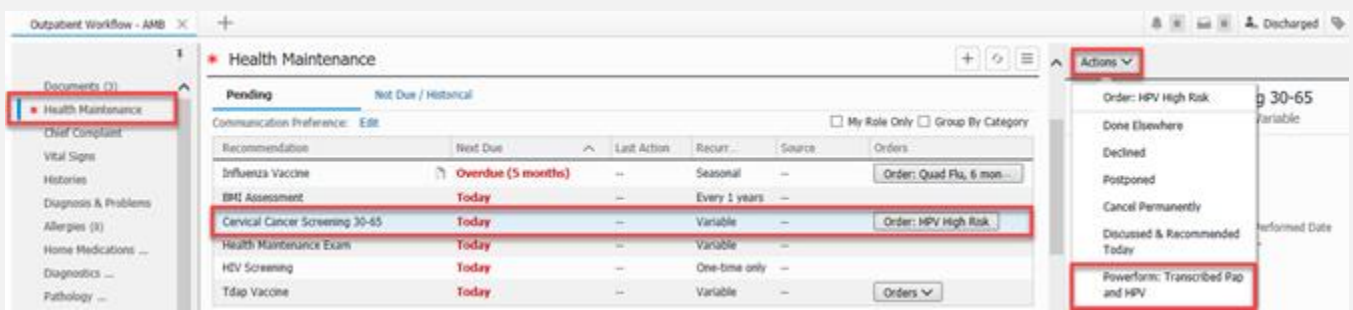 Outpatient Workflow - AMB
Discharged
Documents (3)
Health Maintenance
Chief Complaint
Vital Signs
Histories
Diagnosis & Problems
Allergies (8)
Home Medications ...
Diagnostics ...
Pathology ...
* Health Maintenance
Pending Not Due / Historical
Communication Preference: Edit My Role Only Group By Category
Recommendation Next Due Last Action Recurr... Source Orders
Influenza Vaccine Overdue (5 months) -- Seasonal -- Order: Quad Flu, 6 mon...
BMI Assessment Today -- Every 1 years --
Cervical Cancer Screening 30-65 Today -- Variable -- Order: HPV High Risk
Health Maintenance Exam Today -- Variable --
HIV Screening Today -- One-time only --
Tdap Vaccine Today -- Variable -- Orders
Actions
Order: HPV High Risk
Done Elsewhere
Declined
Postponed
Cancel Permanently
Discussed & Recommended
Today
Powerform: Transcribed Pap
and HPV
g 30-65
Variable
Performed Date